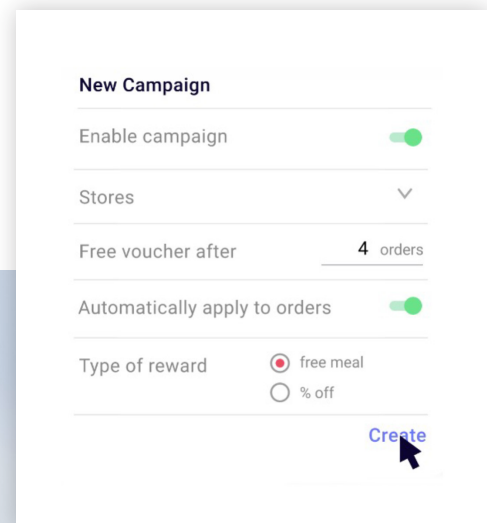 New Campaign
Enable campaign
Stores
Free voucher after 4 orders
Automatically apply to orders
Type of reward free meal
% off
Create